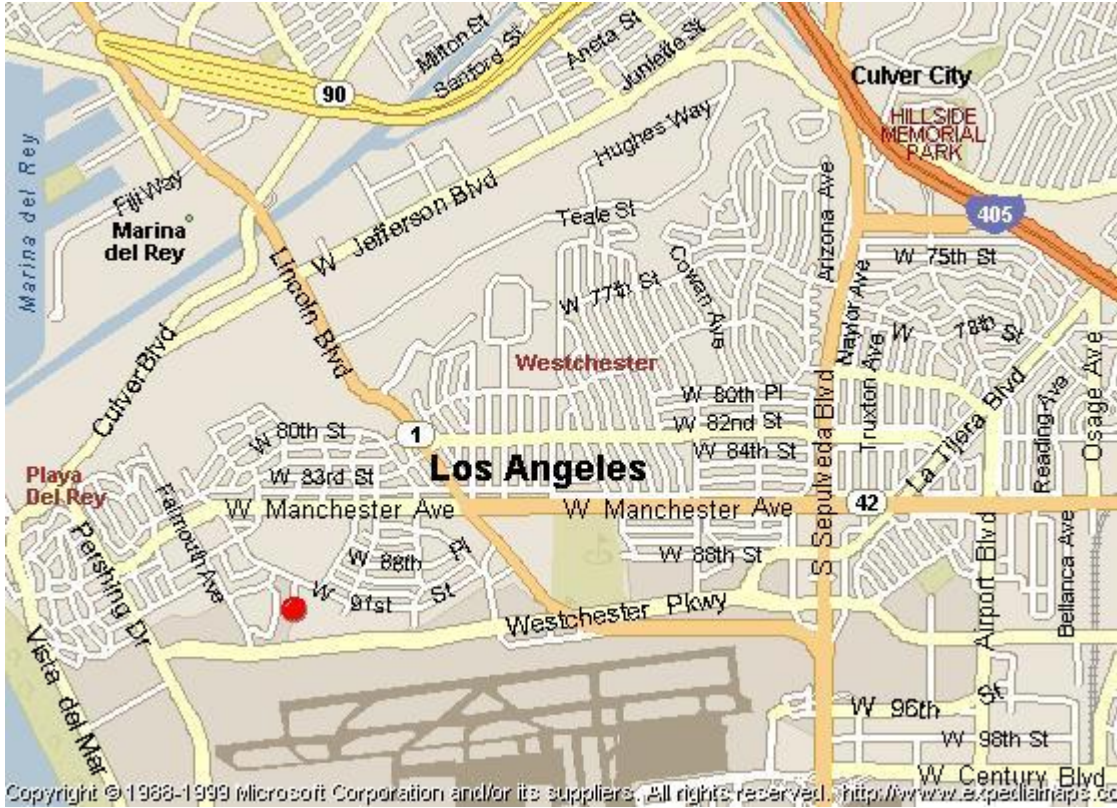 Milton St
Sanford St
Aneta St
Juniette St
90
Culver City
HILLSIDE
MEMORIAL
PARK
Marina del Rey
Fiji Way
Hughes Way
Marina
del Rey
W Jefferson Blvd
Teale St
405
Arizona Ave
Lincoln Blvd
W 77th St
Cowan Ave
W 75th St
Naylor Ave
W 78th St
Culver Blvd
Westchester
Truxton Ave
Osage Ave
W 80th Pl
La Tijera Blvd
Reading Ave
W 80th St
1
W 82nd St
W 84th St
Los Angeles
Playa
Del Rey
W 83rd St
S Sepulveda Blvd
W Manchester Ave
W Manchester Ave
42
Falmouth Ave
Pershing Dr
W 88th Pl
W 88th St
Airport Blvd
Bellanca Ave
W 91st St
Westchester Pkwy
Vista del Mar
W 96th St
W 98th St
W Century Blvd
Copyright © 1988-1999 Microsoft Corporation and/or its suppliers. All rights reserved. http://www.expediamaps.c